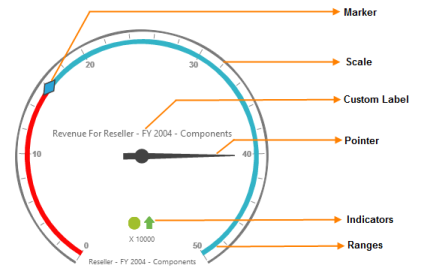 Marker
20
30
Scale
Custom Label
Revenue For Reseller - FY 2004 - Components
Pointer
10
40
Indicators
X 10000
0
50
Ranges
Reseller - FY 2004 - Components